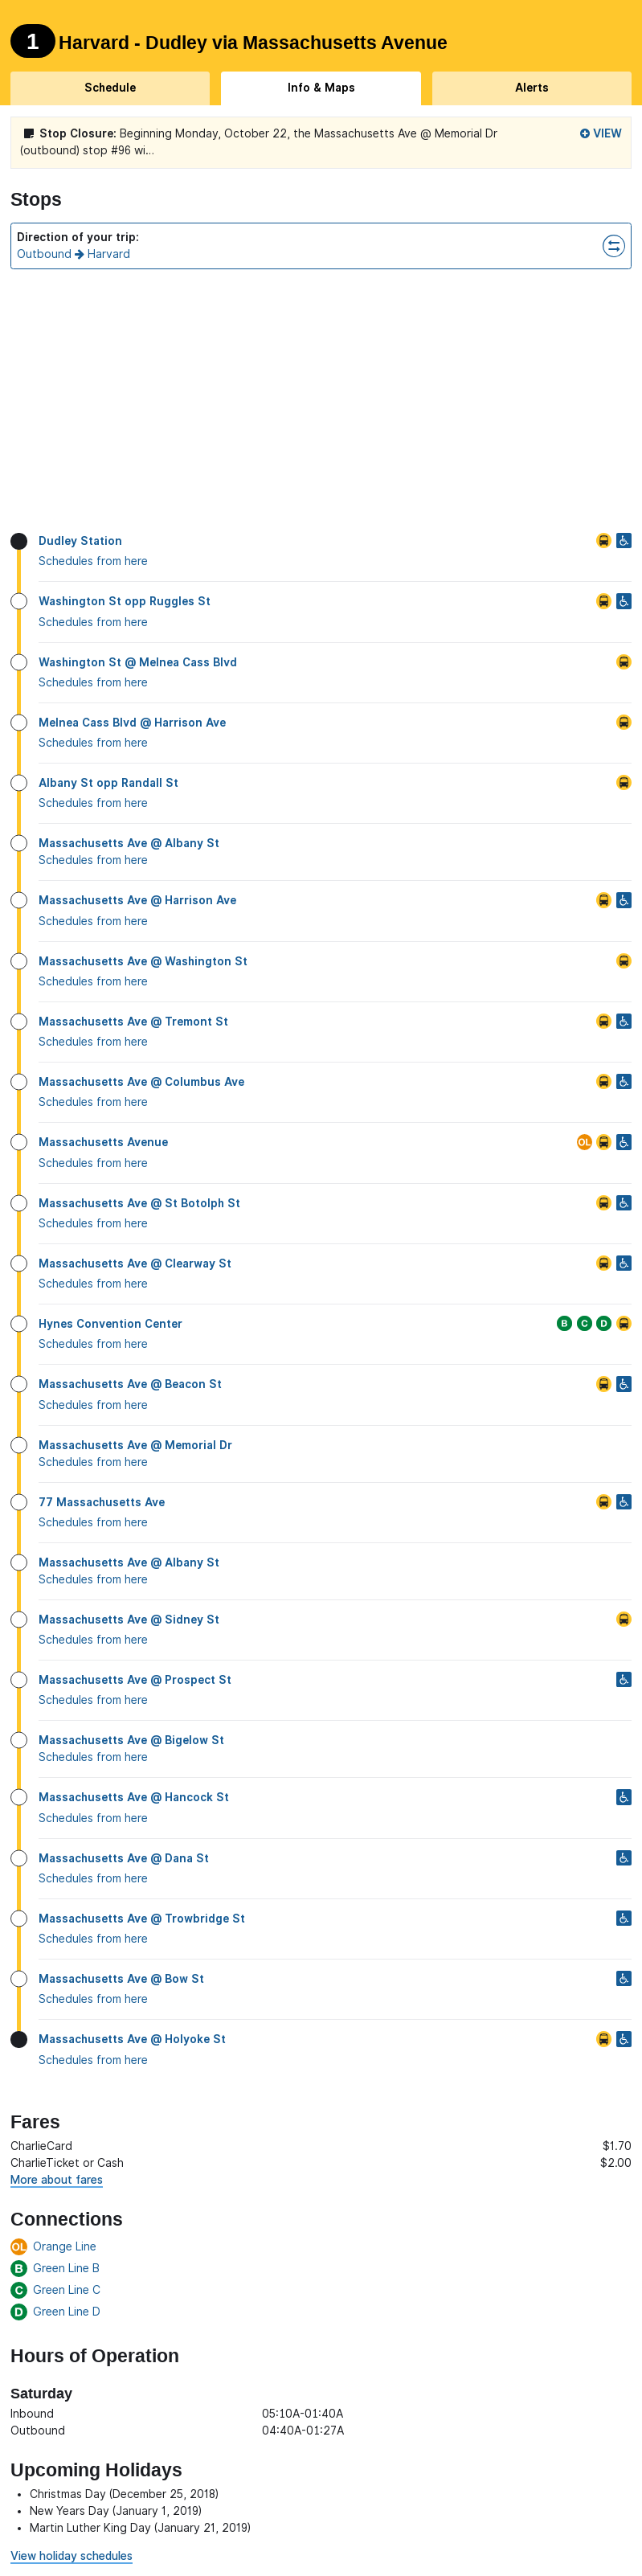 1 Harvard - Dudley via Massachusetts Avenue
Schedule Info & Maps Alerts
Stop Closure: Beginning Monday, October 22, the Massachusetts Ave @ Memorial Dr VIEW
(outbound) stop #96 wi...
Stops
Direction of your trip:
Outbound → Harvard
Dudley Station
Schedules from here
Washington St opp Ruggles St
Schedules from here
Washington St @ Melnea Cass Blvd
Schedules from here
Melnea Cass Blvd @ Harrison Ave
Schedules from here
Albany St opp Randall St
Schedules from here
Massachusetts Ave @ Albany St
Schedules from here
Massachusetts Ave @ Harrison Ave
Schedules from here
Massachusetts Ave @ Washington St
Schedules from here
Massachusetts Ave @ Tremont St
Schedules from here
Massachusetts Ave @ Columbus Ave
Schedules from here
Massachusetts Avenue OL
Schedules from here
Massachusetts Ave @ St Botolph St
Schedules from here
Massachusetts Ave @ Clearway St
Schedules from here
Hynes Convention Center B C D
Schedules from here
Massachusetts Ave @ Beacon St
Schedules from here
Massachusetts Ave @ Memorial Dr
Schedules from here
77 Massachusetts Ave
Schedules from here
Massachusetts Ave @ Albany St
Schedules from here
Massachusetts Ave @ Sidney St
Schedules from here
Massachusetts Ave @ Prospect St
Schedules from here
Massachusetts Ave @ Bigelow St
Schedules from here
Massachusetts Ave @ Hancock St
Schedules from here
Massachusetts Ave @ Dana St
Schedules from here
Massachusetts Ave @ Trowbridge St
Schedules from here
Massachusetts Ave @ Bow St
Schedules from here
Massachusetts Ave @ Holyoke St
Schedules from here
Fares
CharlieCard $1.70
CharlieTicket or Cash $2.00
More about fares
Connections
OL Orange Line
B Green Line B
C Green Line C
D Green Line D
Hours of Operation
Saturday
Inbound 05:10A-01:40A
Outbound 04:40A-01:27A
Upcoming Holidays
• Christmas Day (December 25, 2018)
• New Years Day (January 1, 2019)
• Martin Luther King Day (January 21, 2019)
View holiday schedules